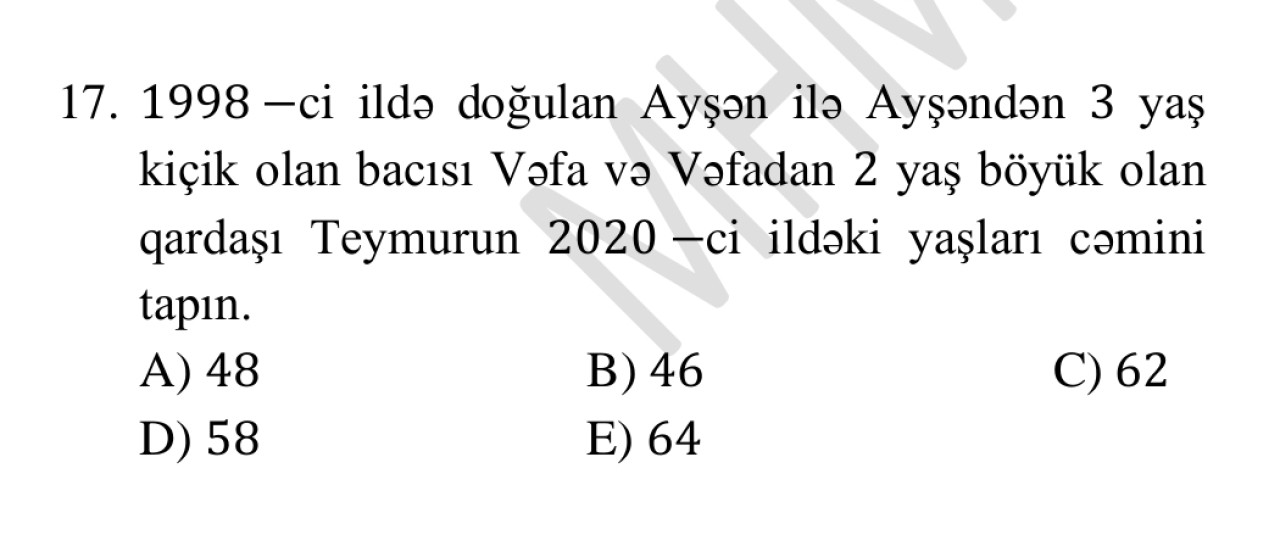 17. 1998 –ci ildə doğulan Ayşən ilə Ayşəndən 3 yaş
kiçik olan bacısı Vəfa və Vəfadan 2 yaş böyük olan
qardaşı Teymurun 2020 –ci ildəki yaşları cəmini
tapın.
A) 48 B) 46 C) 62
D) 58 E) 64